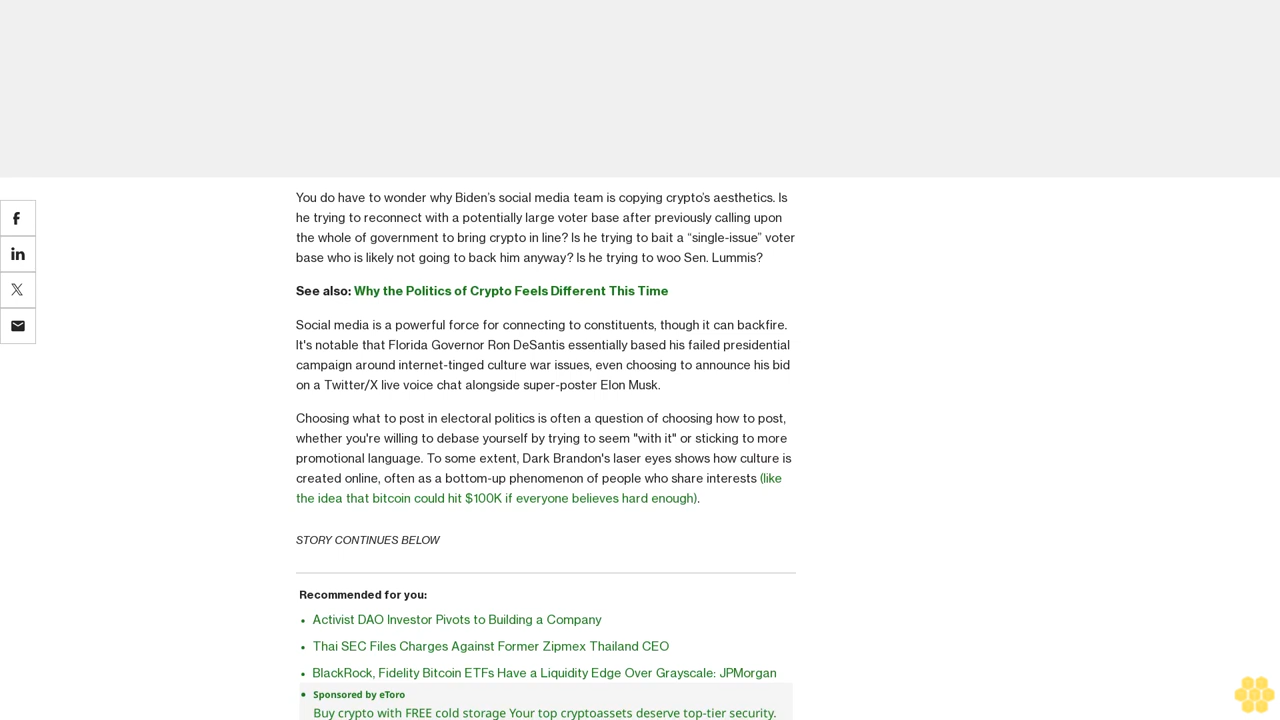 You do have to wonder why Biden’s social media team is copying crypto’s aesthetics. Is
he trying to reconnect with a potentially large voter base after previously calling upon
the whole of government to bring crypto in line? Is he trying to bait a “single-issue” voter
base who is likely not going to back him anyway? Is he trying to woo Sen. Lummis?
See also: Why the Politics of Crypto Feels Different This Time
Social media is a powerful force for connecting to constituents, though it can backfire.
It's notable that Florida Governor Ron DeSantis essentially based his failed presidential
campaign around internet-tinged culture war issues, even choosing to announce his bid
on a Twitter/X live voice chat alongside super-poster Elon Musk.
Choosing what to post in electoral politics is often a question of choosing how to post,
whether you're willing to debase yourself by trying to seem "with it" or sticking to more
promotional language. To some extent, Dark Brandon's laser eyes shows how culture is
created online, often as a bottom-up phenomenon of people who share interests (like
the idea that bitcoin could hit $100K if everyone believes hard enough).
STORY CONTINUES BELOW
Recommended for you:
• Activist DAO Investor Pivots to Building a Company
• Thai SEC Files Charges Against Former Zipmex Thailand CEO
• BlackRock, Fidelity Bitcoin ETFs Have a Liquidity Edge Over Grayscale: JPMorgan
• Sponsored by eToro
Buy crypto with FREE cold storage Your top cryptoassets deserve top-tier security.